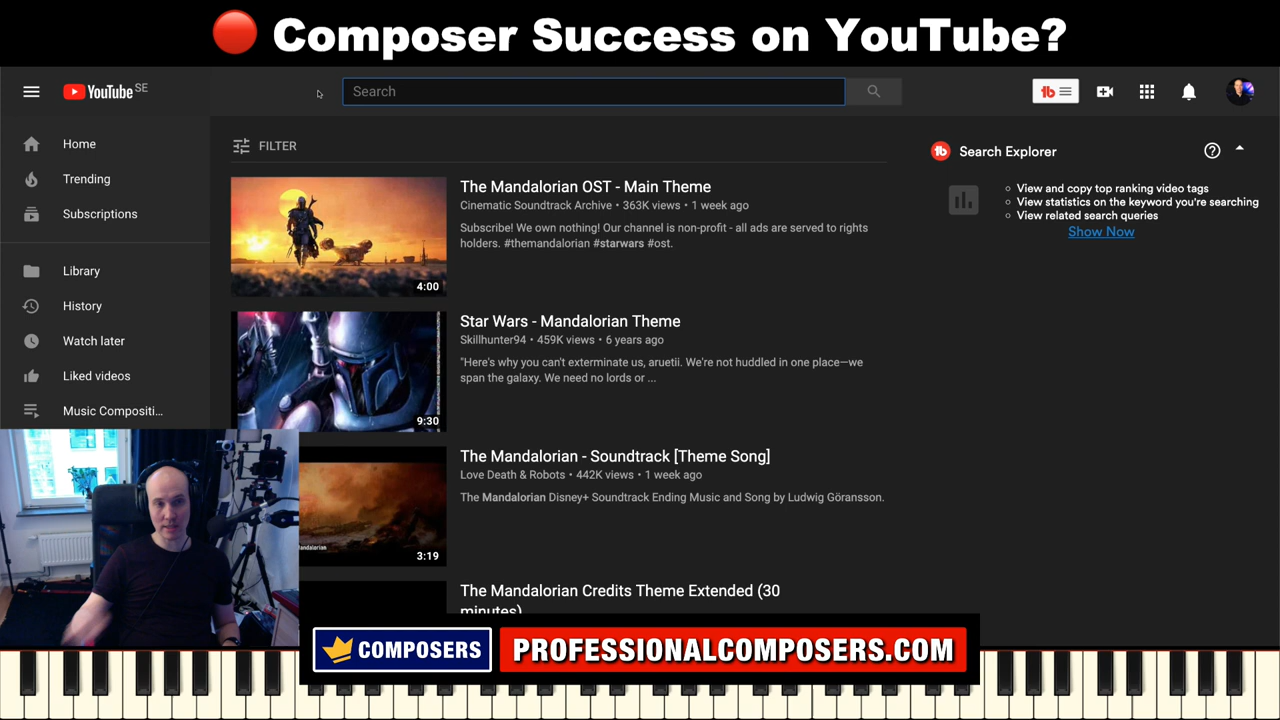 Composer Success on YouTube?
YouTube SE
Search
Home
Trending
Subscriptions
Library
History
Watch later
Liked videos
Music Compositi...
FILTER
The Mandalorian OST - Main Theme
Cinematic Soundtrack Archive • 363K views • 1 week ago
Subscribe! We own nothing! Our channel is non-profit - all ads are served to rights
holders. #themandalorian #starwars #ost.
4:00
Star Wars - Mandalorian Theme
Skillhunter94 • 459K views • 6 years ago
"Here's why you can't exterminate us, aruetii. We're not huddled in one place—we
span the galaxy. We need no lords or ...
9:30
The Mandalorian - Soundtrack [Theme Song]
Love Death & Robots • 442K views • 1 week ago
The Mandalorian Disney+ Soundtrack Ending Music and Song by Ludwig Göransson.
Mandalorian
3:19
The Mandalorian Credits Theme Extended (30
minutes)
tb
Search Explorer
View and copy top ranking video tags
View statistics on the keyword you're searching
View related search queries
Show Now
COMPOSERS
PROFESSIONALCOMPOSERS.COM